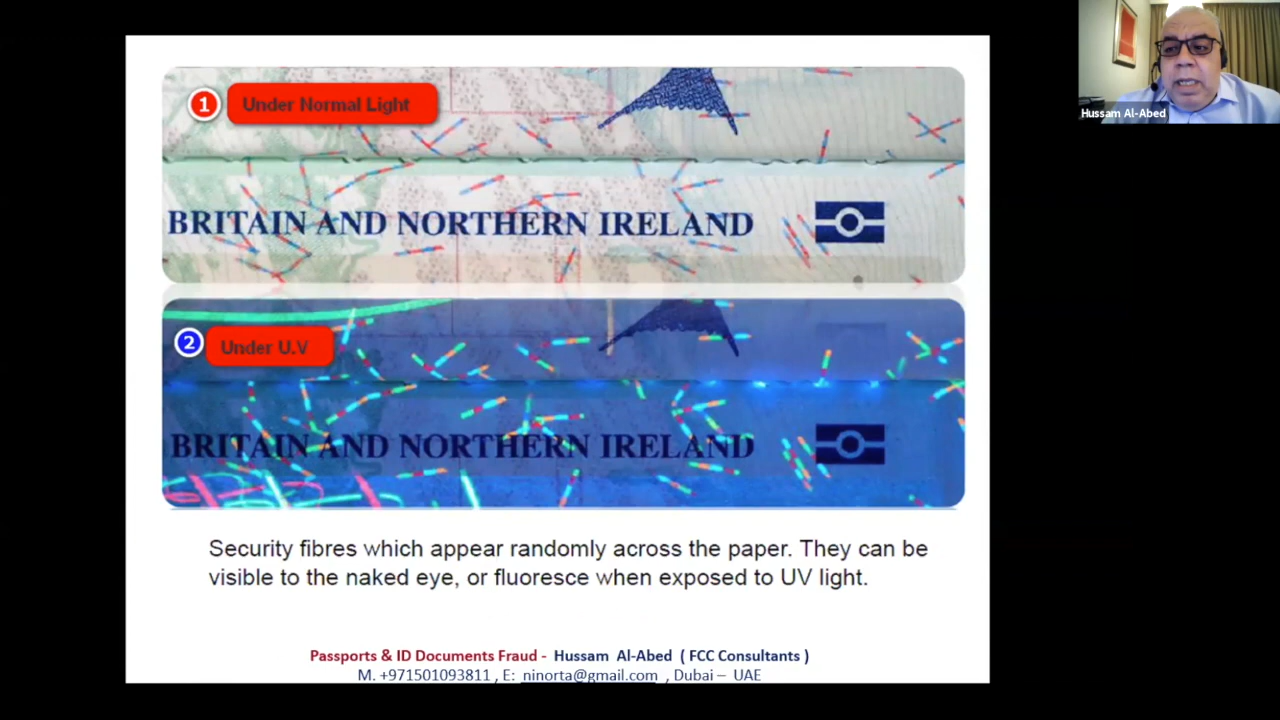 Hussam Al-Abed
1
Under Normal Light
BRITAIN AND NORTHERN IRELAND
2
Under U.V
BRITAIN AND NORTHERN IRELAND
Security fibres which appear randomly across the paper. They can be
visible to the naked eye, or fluoresce when exposed to UV light.
Passports & ID Documents Fraud - Hussam Al-Abed ( FCC Consultants )
M. +971501093811 , E: ninorta@gmail.com , Dubai – UAE